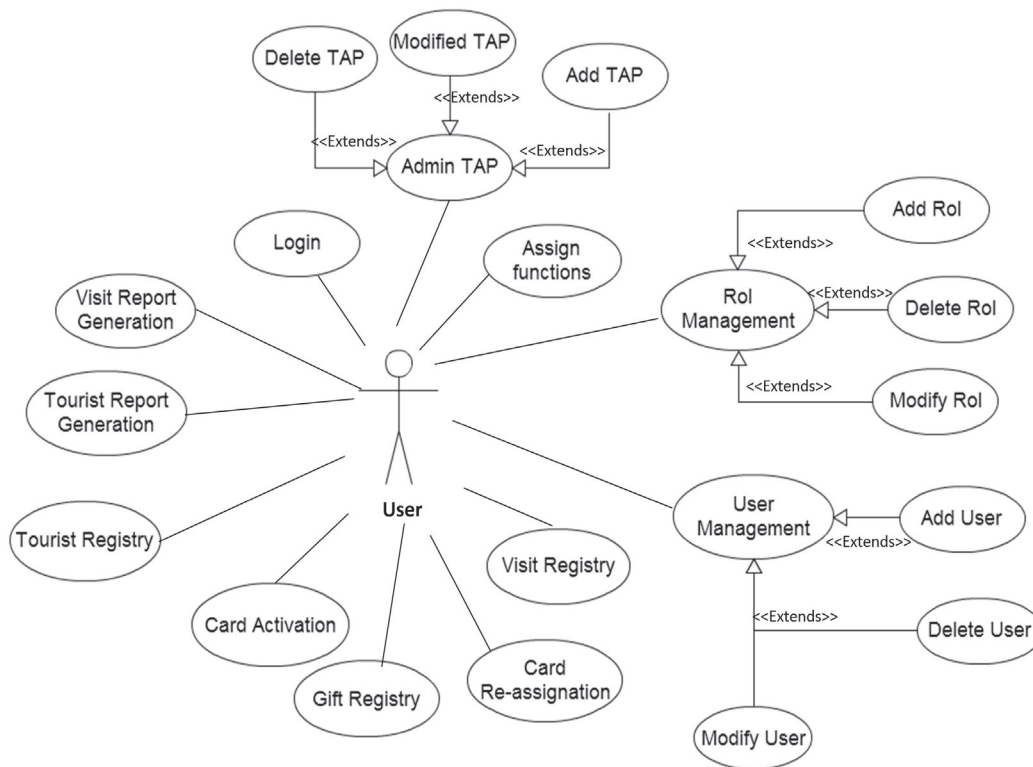 Modified TAP
Delete TAP
Add TAP
<<Extends>>
<<Extends>>
<<Extends>>
Admin TAP
Add Rol
Login
Assign
functions
<<Extends>>
Visit Report
Generation
Rol
Management
<<Extends>>
Delete Rol
<<Extends>>
Modify Rol
Tourist Report
Generation
User
User
Management
Add User
<<Extends>>
Tourist Registry
Visit Registry
<<Extends>>
Card Activation
Delete User
Card
Re-assignation
Gift Registry
Modify User